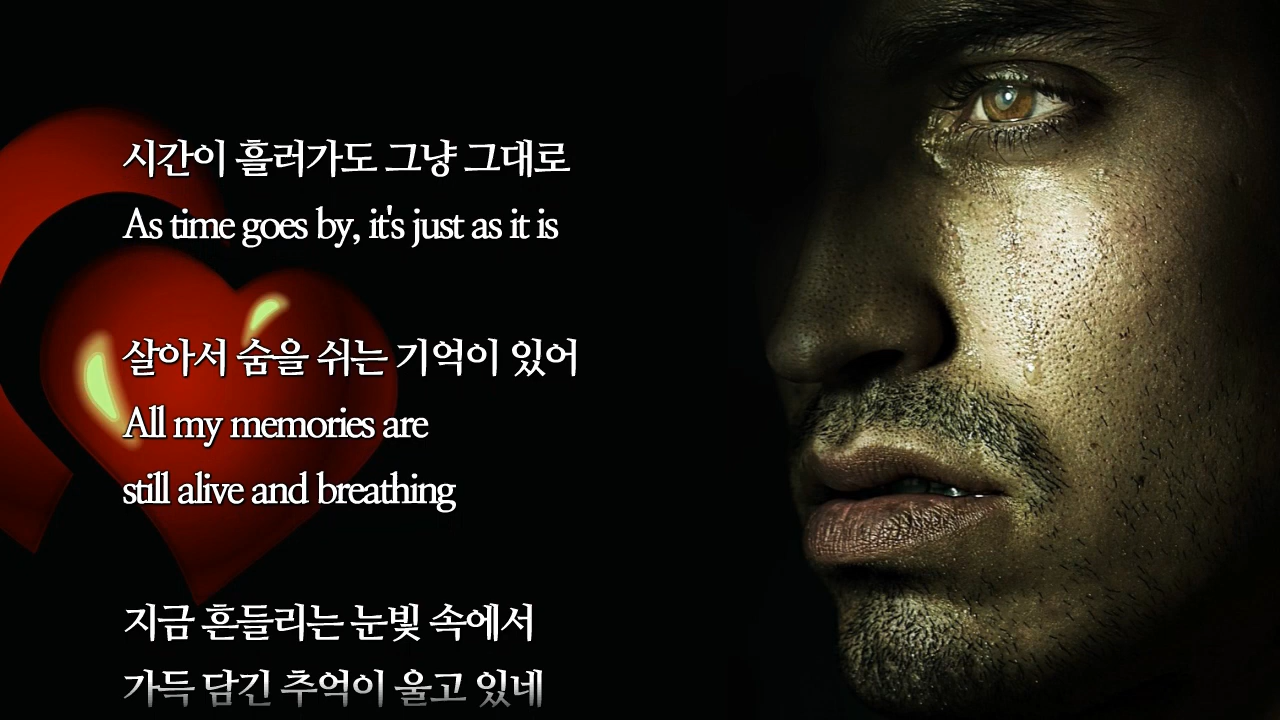 시간이 흘러가도 그냥 그대로
As time goes by, it's just as it is
살아서 숨을 쉬는 기억이 있어
All my memories are
still alive and breathing
지금 흔들리는 눈빛 속에서
가득 담긴 추억이 울고 있네